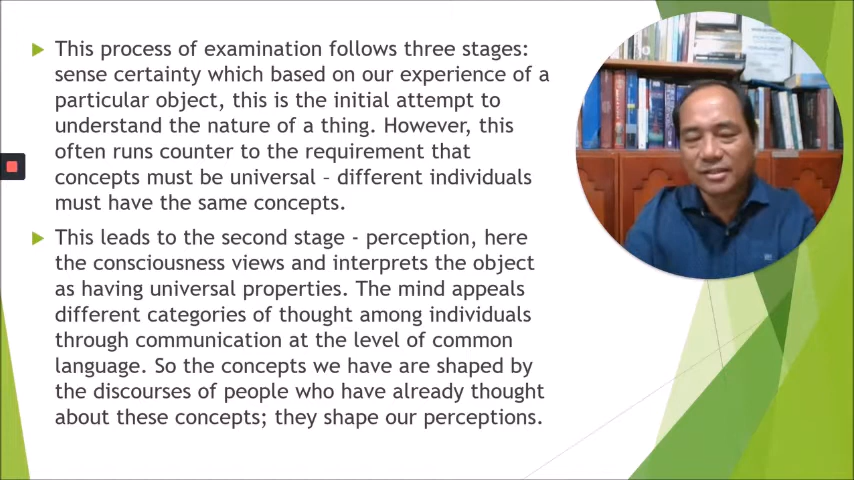 This process of examination follows three stages:
sense certainty which based on our experience of a
particular object, this is the initial attempt to
understand the nature of a thing. However, this
often runs counter to the requirement that
concepts must be universal – different individuals
must have the same concepts.
This leads to the second stage - perception, here
the consciousness views and interprets the object
as having universal properties. The mind appeals
different categories of thought among individuals
through communication at the level of common
language. So the concepts we have are shaped by
the discourses of people who have already thought
about these concepts; they shape our perceptions.